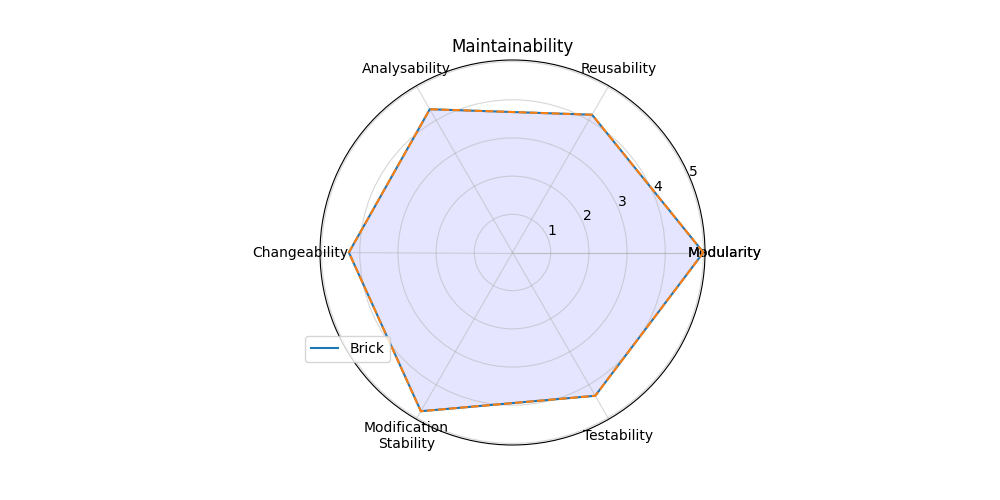 Maintainability
Analysability
Reusability
5
4
3
2
1
Changeability
Modularity
Brick
Modification
Stability
Testability